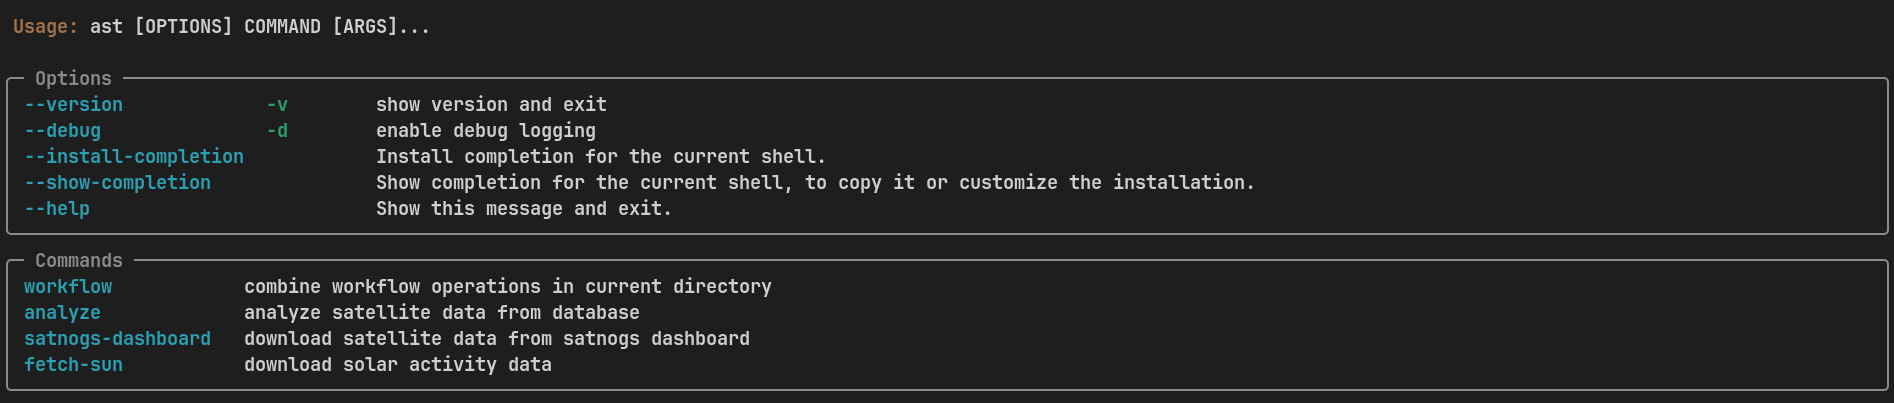 Usage: ast [OPTIONS] COMMAND [ARGS]...
Options
--version -v show version and exit
--debug -d enable debug logging
--install-completion Install completion for the current shell.
--show-completion Show completion for the current shell, to copy it or customize the installation.
--help Show this message and exit.
Commands
workflow combine workflow operations in current directory
analyze analyze satellite data from database
satnogs-dashboard download satellite data from satnogs dashboard
fetch-sun download solar activity data